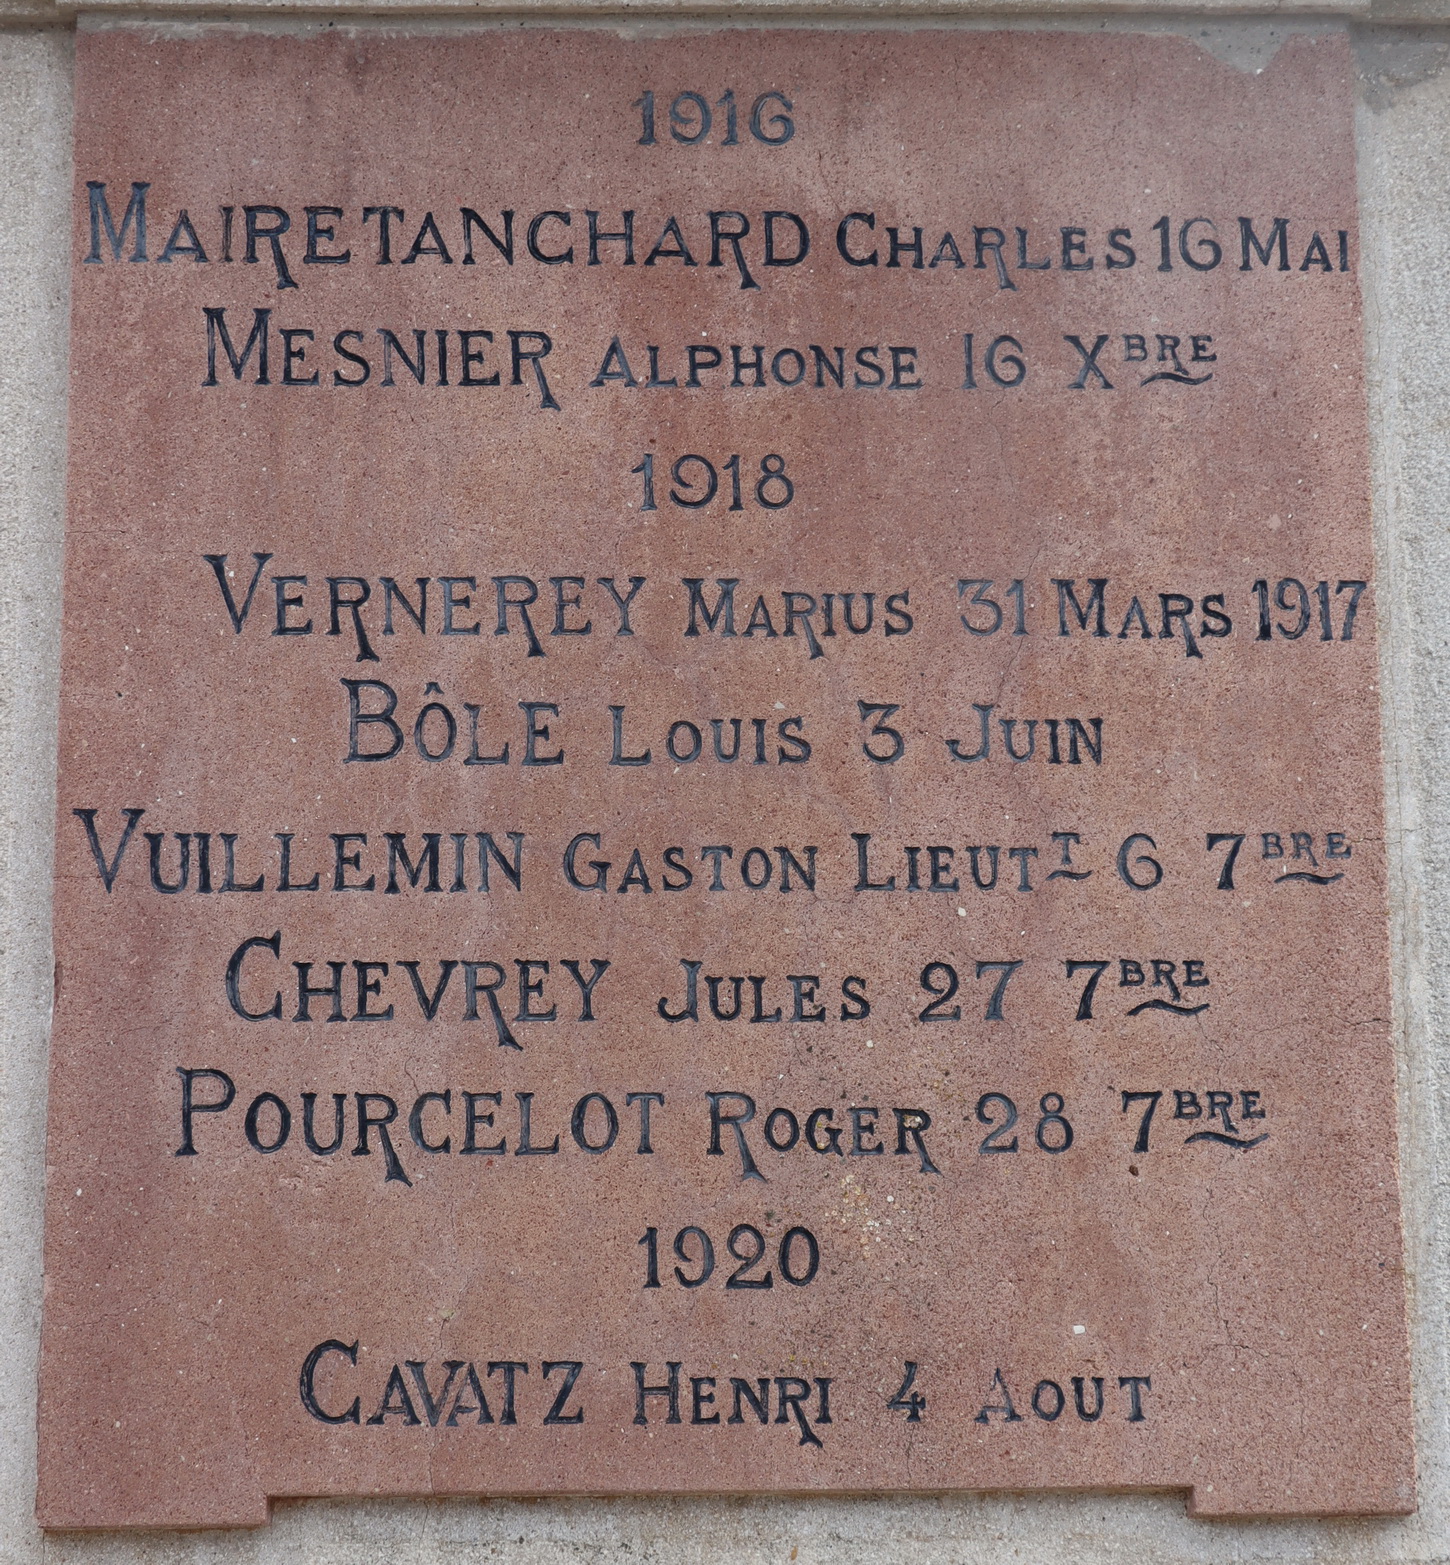 1916
MAIRETANCHARD CHARLES 16 MAI
MESNIER ALPHONSE 16 XBRE
1918
VERNEREY MARIUS 31 MARS 1917
BÔLE LOUIS 3 JUIN
VUILLEMIN GASTON LIEUTT 6 7BRE
CHEVREY JULES 27 7BRE
POURCELOT ROGER 28 7BRE
1920
CAVATZ HENRI 4 AOUT